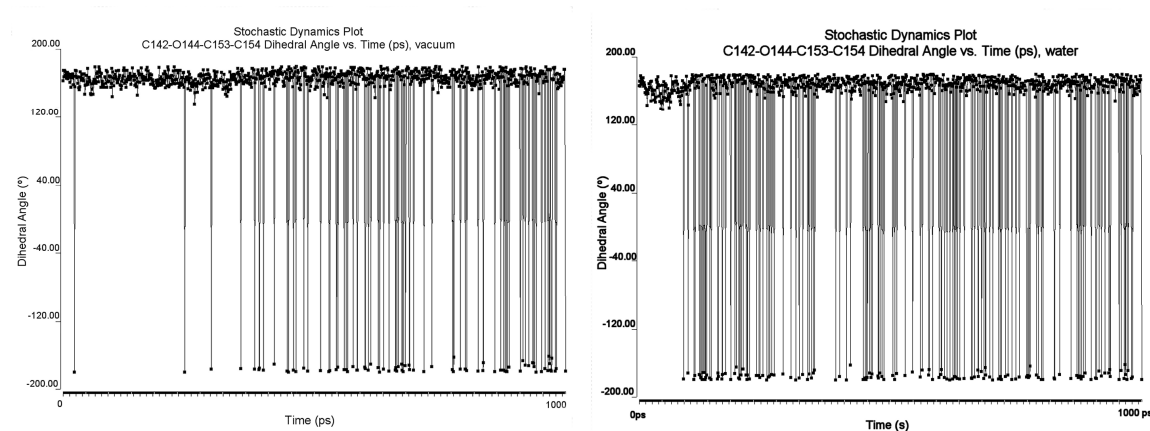 Stochastic Dynamics Plot
C142-O144-C153-C154 Dihedral Angle vs. Time (ps), vacuum
200.00
120.00
40.00
-40.00
-120.00
-200.00
Dihedral Angle (°)
0
1000
Time (ps)
Stochastic Dynamics Plot
C142-O144-C153-C154 Dihedral Angle vs. Time (ps), water
200.00
120.00
40.00
-40.00
-120.00
-200.00
Dihedral Angle (°)
0ps
1000 ps
Time (s)